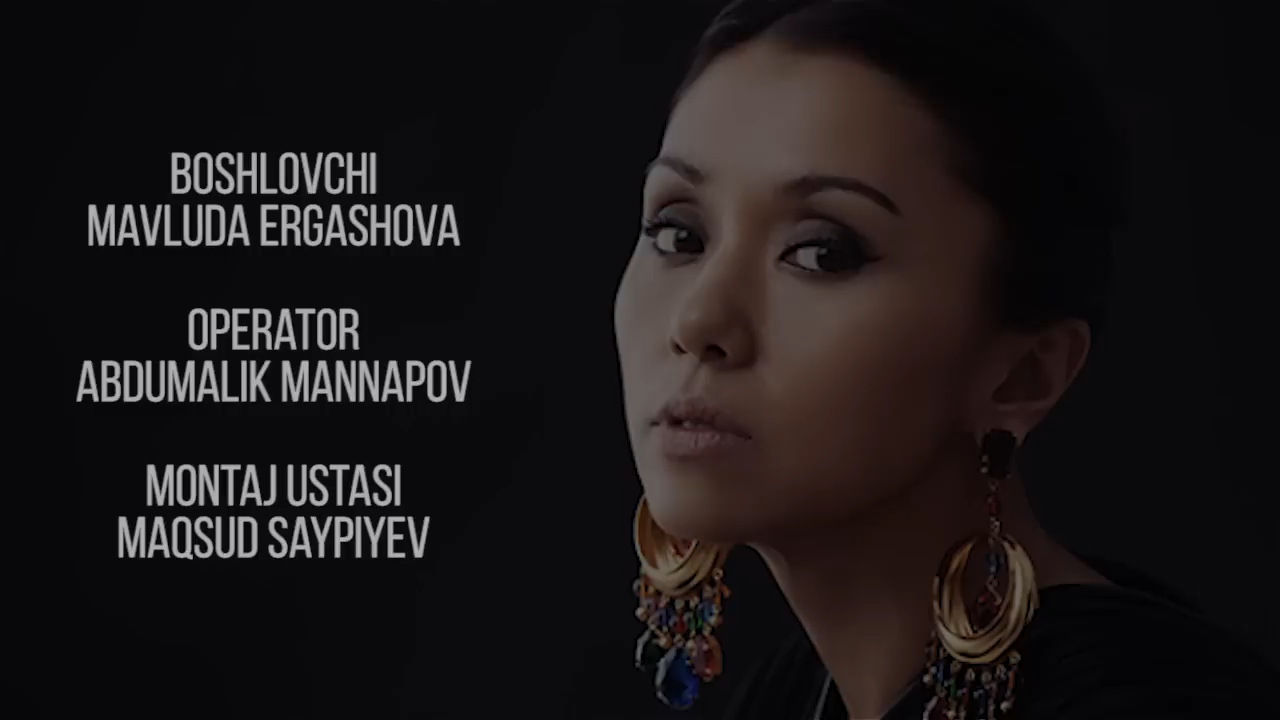 BOSHLOVCHI
MAVLUDA ERGASHOVA
OPERATOR
ABDUMALIK MANNAPOV
MONTAJ USTASI
MAQSUD SAYPIYEV